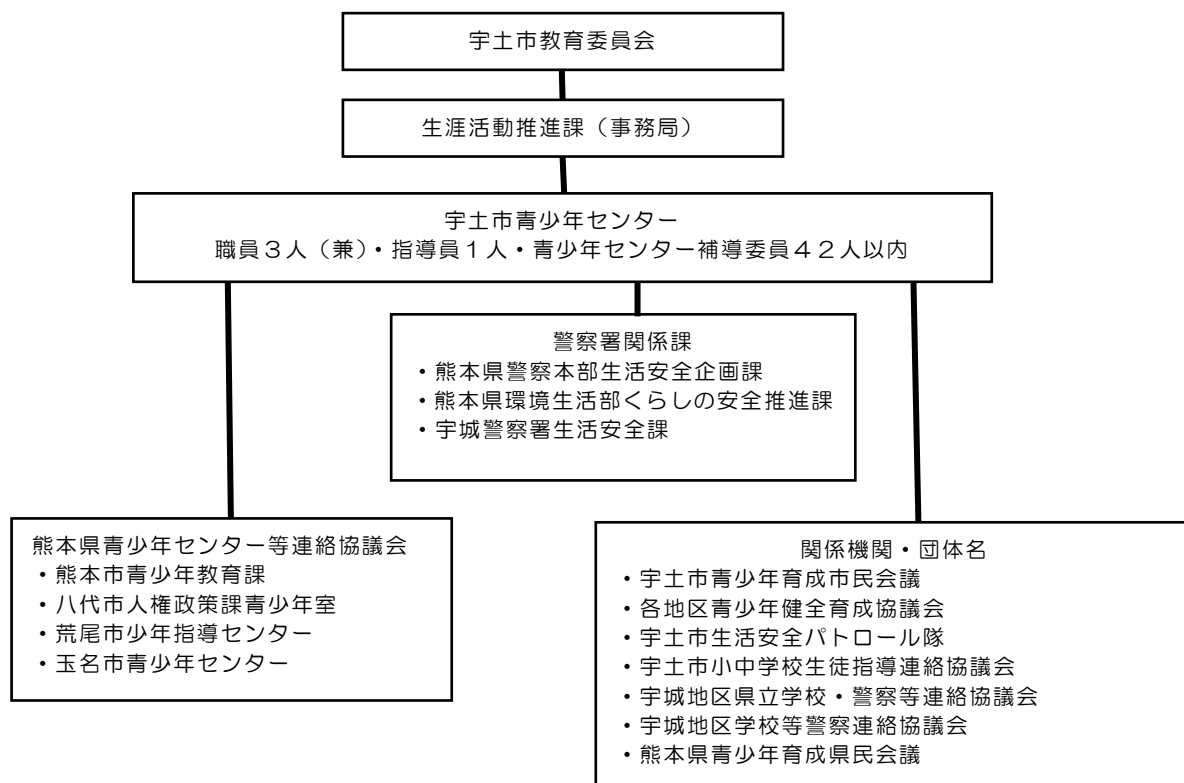 宇土市教育委員会
生涯活動推進課（事務局）
宇土市青少年センター
職員３人（兼）・指導員１人・青少年センター補導委員４２人以内
警察署関係課
・熊本県警察本部生活安全企画課
・熊本県環境生活部くらしの安全推進課
・宇城警察署生活安全課
熊本県青少年センター等連絡協議会
・熊本市青少年教育課
・八代市人権政策課青少年室
・荒尾市少年指導センター
・玉名市青少年センター
関係機関・団体名
・宇土市青少年育成市民会議
・各地区青少年健全育成協議会
・宇土市生活安全パトロール隊
・宇土市小中学校生徒指導連絡協議会
・宇城地区県立学校・警察等連絡協議会
・宇城地区学校等警察連絡協議会
・熊本県青少年育成県民会議